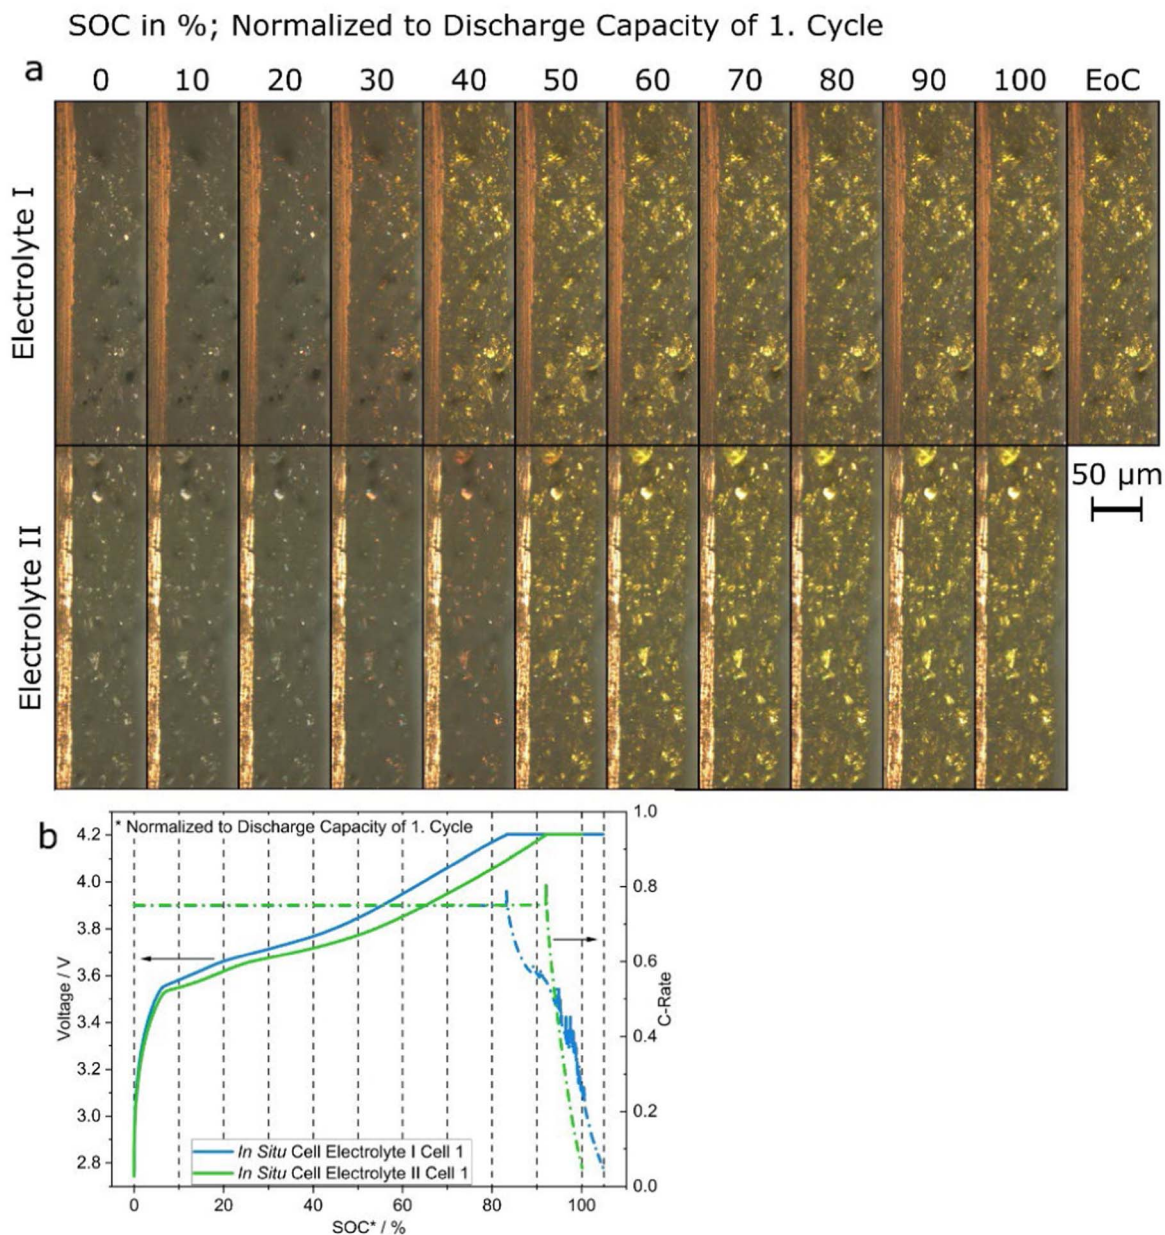 SOC in %; Normalized to Discharge Capacity of 1. Cycle
a
0 10 20 30 40 50 60 70 80 90 100 EoC
Electrolyte I
Electrolyte II
50 µm
b
* Normalized to Discharge Capacity of 1. Cycle
Voltage / V
4.2
4.0
3.8
3.6
3.4
3.2
3.0
2.8
1.0
0.8
0.6
0.4
0.2
0.0
C-Rate
In Situ Cell Electrolyte I Cell 1
In Situ Cell Electrolyte II Cell 1
0 20 40 60 80 100
SOC* / %